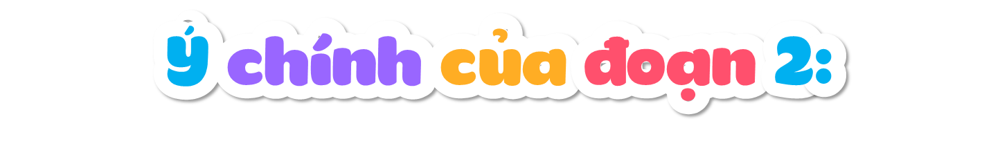 Ý chính của đoạn 2: